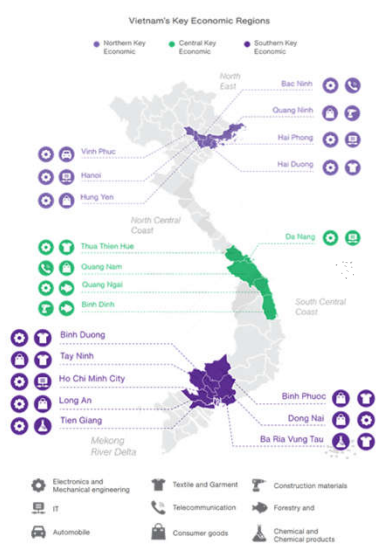 Vietnam's Key Economic Regions
Northern Key
Economic
Central Key
Economic
Southern Key
Economic
North
East
Bac Ninh
Quang Ninh
Hai Phong
Hai Duong
Vinh Phuc
Hanoi
Hung Yen
North Central
Coast
Da Nang
Thua Thien Hue
Quang Nam
Quang Ngai
Binh Dinh
South Central
Coast
Binh Duong
Tay Ninh
Ho Chi Minh City
Long An
Tien Giang
Binh Phuoc
Dong Nai
Ba Ria Vung Tau
Mekong
River Delta
Electronics and
Mechanical engineering
Textile and Garment
Construction materials
IT
Telecommunication
Forestry and
Automobile
Consumer goods
Chemical and
Chemical products